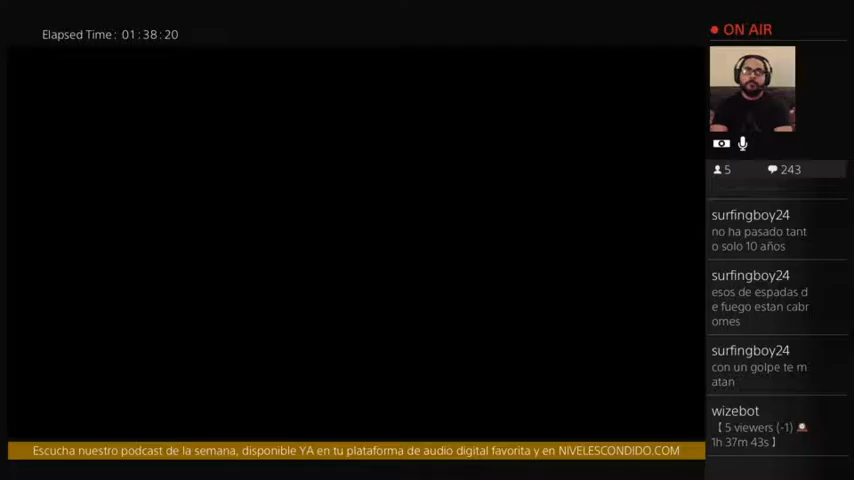 Elapsed Time: 01:38:20
ON AIR
5
243
surfingboy24
no ha pasado tant
o solo 10 años
surfingboy24
esos de espadas d
e fuego estan cabr
omes
surfingboy24
con un golpe te m
atan
wizebot
[ 5 viewers (-1)
1h 37m 43s ]
Escucha nuestro podcast de la semana, disponible YA en tu plataforma de audio digital favorita y en NIVELESCONDIDO.COM